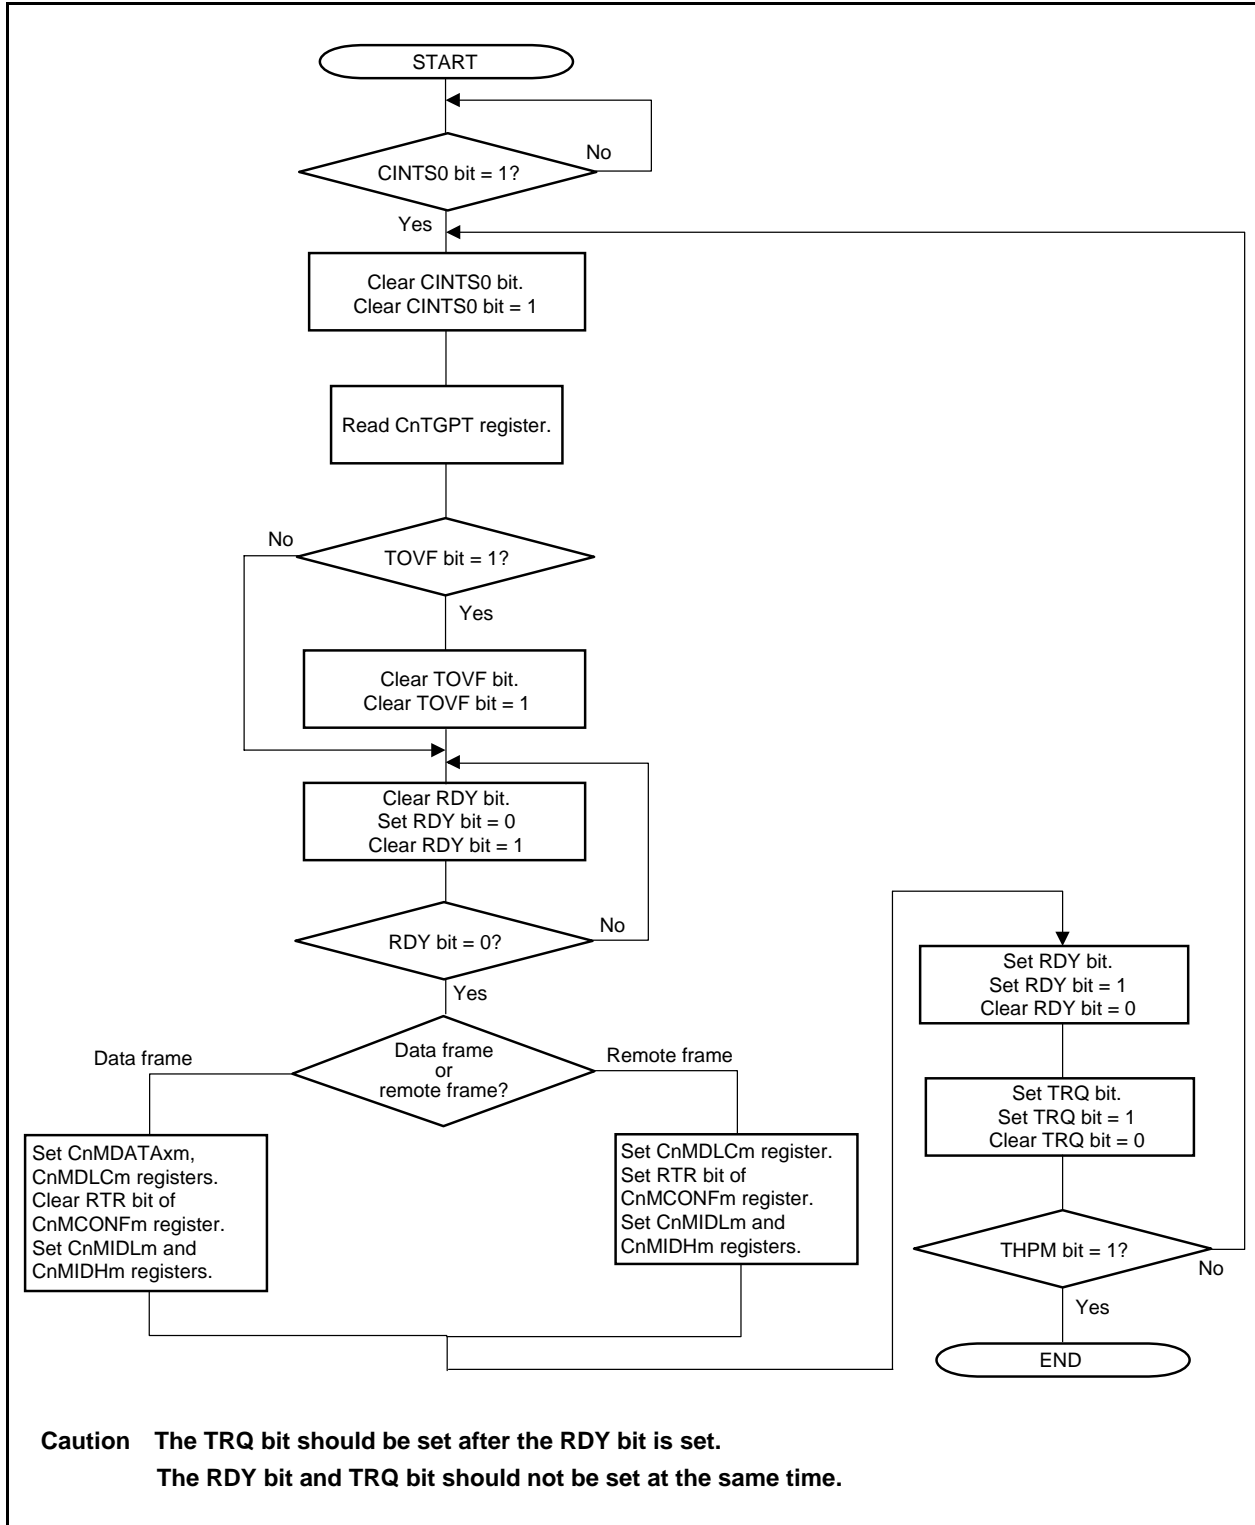 START
No
CINTS0 bit = 1?
Yes
Clear CINTS0 bit.
Clear CINTS0 bit = 1
Read CnTGPT register.
No
TOVF bit = 1?
Yes
Clear TOVF bit.
Clear TOVF bit = 1
Clear RDY bit.
Set RDY bit = 0
Clear RDY bit = 1
No
RDY bit = 0?
Yes
Data frame
Data frame
or
remote frame?
Remote frame
Set CnMDATAxm,
CnMDLCm registers.
Clear RTR bit of
CnMCONFm register.
Set CnMIDLm and
CnMIDHm registers.
Set CnMDLCm register.
Set RTR bit of
CnMCONFm register.
Set CnMIDLm and
CnMIDHm registers.
Set RDY bit.
Set RDY bit = 1
Clear RDY bit = 0
Set TRQ bit.
Set TRQ bit = 1
Clear TRQ bit = 0
THPM bit = 1?
No
Yes
END
Caution The TRQ bit should be set after the RDY bit is set.
The RDY bit and TRQ bit should not be set at the same time.